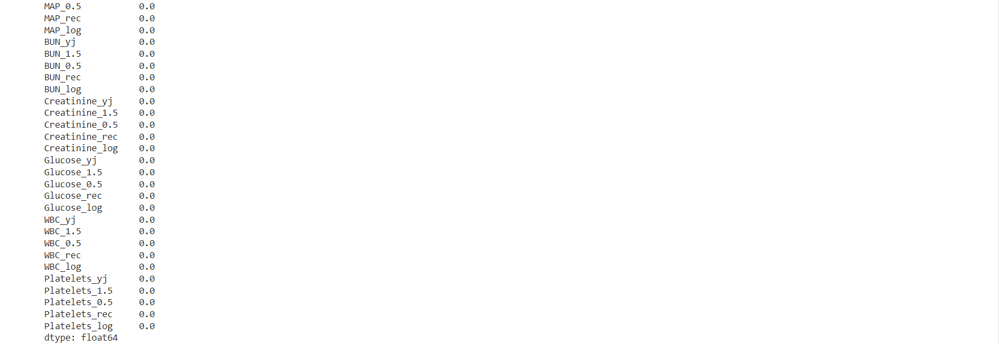 MAP_0.5 0.0
MAP_rec 0.0
MAP_log 0.0
BUN_yj 0.0
BUN_1.5 0.0
BUN_0.5 0.0
BUN_rec 0.0
BUN_log 0.0
Creatinine_yj 0.0
Creatinine_1.5 0.0
Creatinine_0.5 0.0
Creatinine_rec 0.0
Creatinine_log 0.0
Glucose_yj 0.0
Glucose_1.5 0.0
Glucose_0.5 0.0
Glucose_rec 0.0
Glucose_log 0.0
WBC_yj 0.0
WBC_1.5 0.0
WBC_0.5 0.0
WBC_rec 0.0
WBC_log 0.0
Platelets_yj 0.0
Platelets_1.5 0.0
Platelets_0.5 0.0
Platelets_rec 0.0
Platelets_log 0.0
dtype: float64